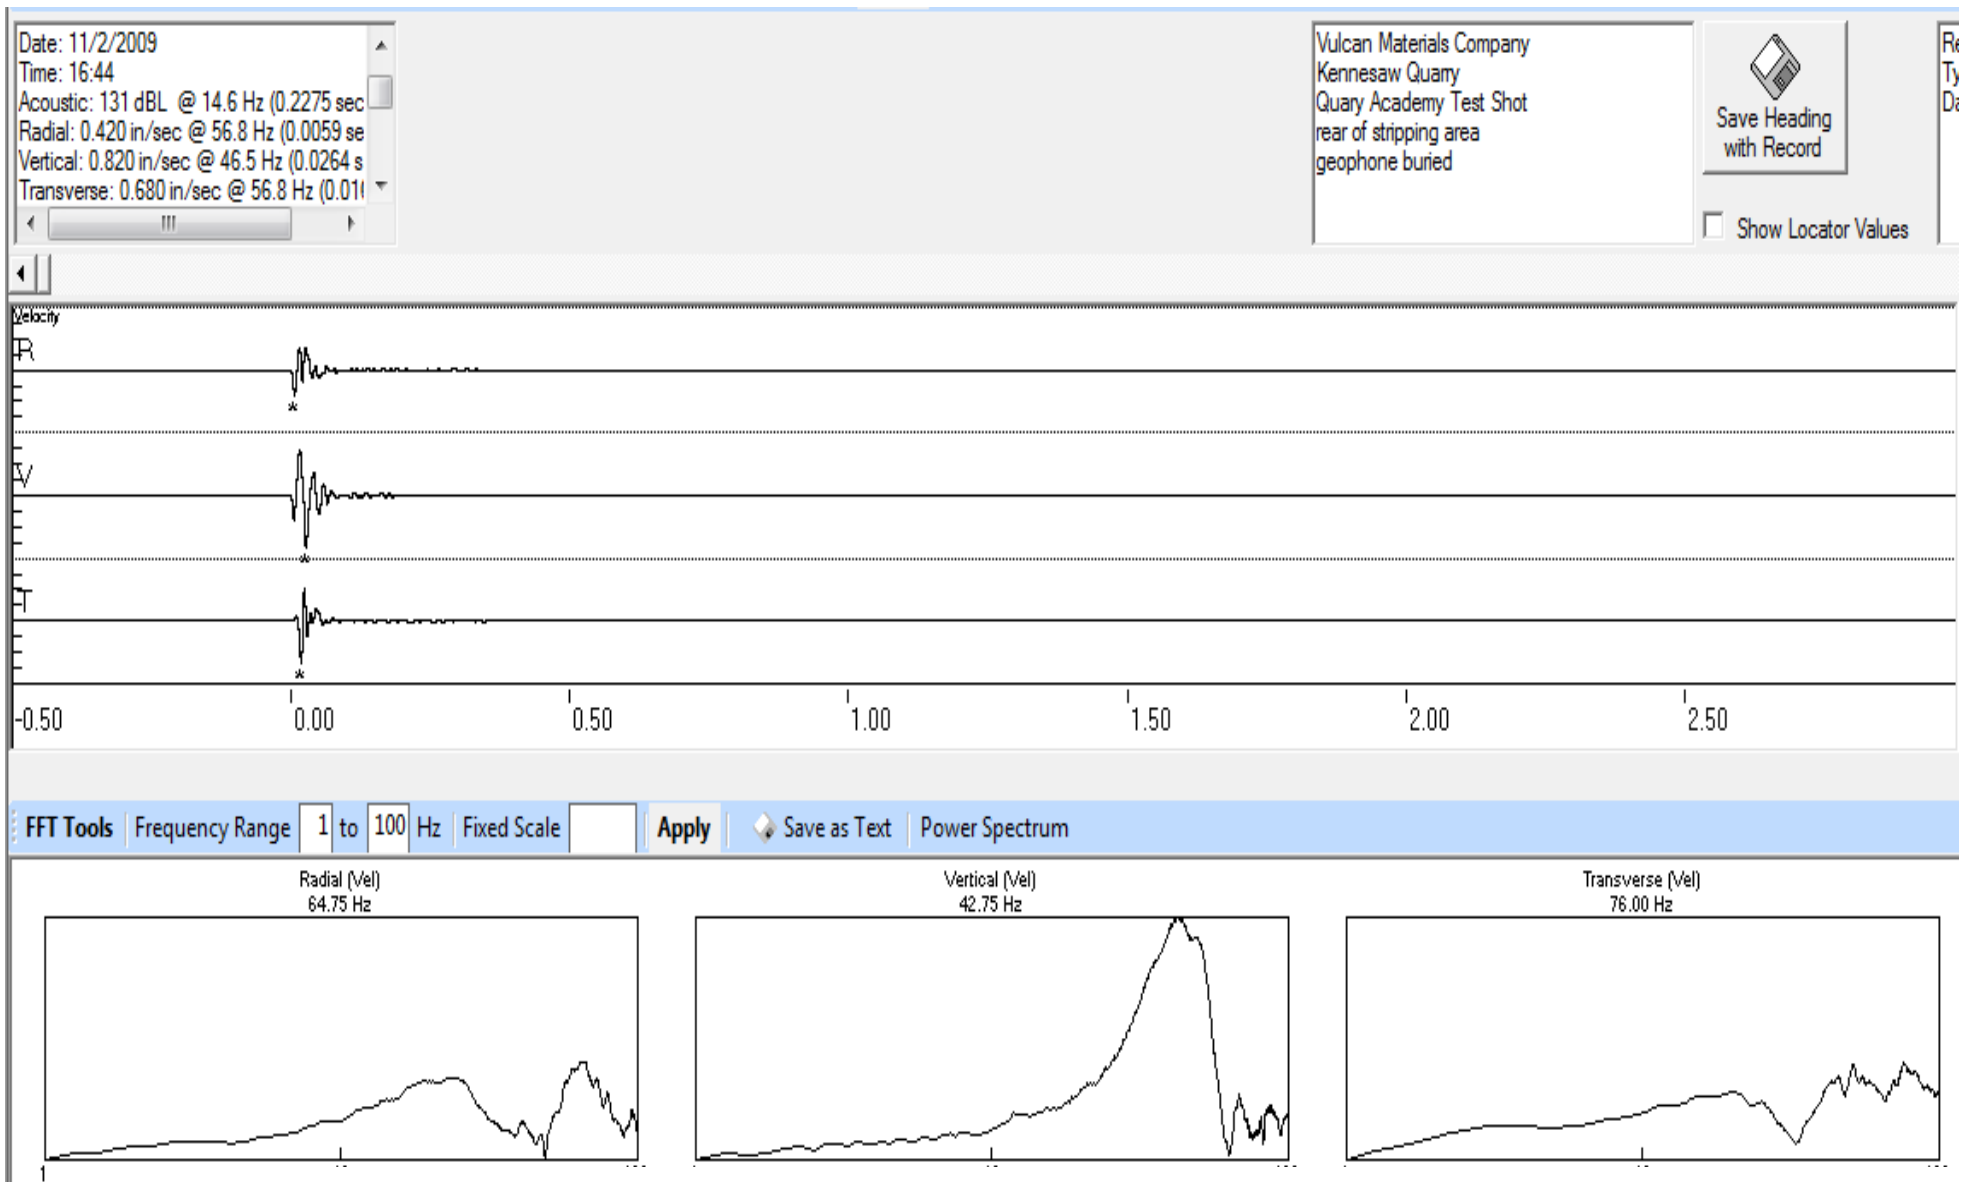 Date: 11/2/2009
Time: 16:44
Acoustic: 131 dBL @ 14.6 Hz (0.2275 sec
Radial: 0.420 in/sec @ 56.8 Hz (0.0059 se
Vertical: 0.820 in/sec @ 46.5 Hz (0.0264 s
Transverse: 0.680 in/sec @ 56.8 Hz (0.01
Vulcan Materials Company
Kennesaw Quarry
Quary Academy Test Shot
rear of stripping area
geophone buried
Save Heading
with Record
Show Locator Values
Re
Ty
Da
Velocity
R
V
T
-0.50 0.00 0.50 1.00 1.50 2.00 2.50
FFT Tools Frequency Range 1 to 100 Hz Fixed Scale Apply Save as Text Power Spectrum
Radial (Vel)
64.75 Hz
Vertical (Vel)
42.75 Hz
Transverse (Vel)
76.00 Hz
1